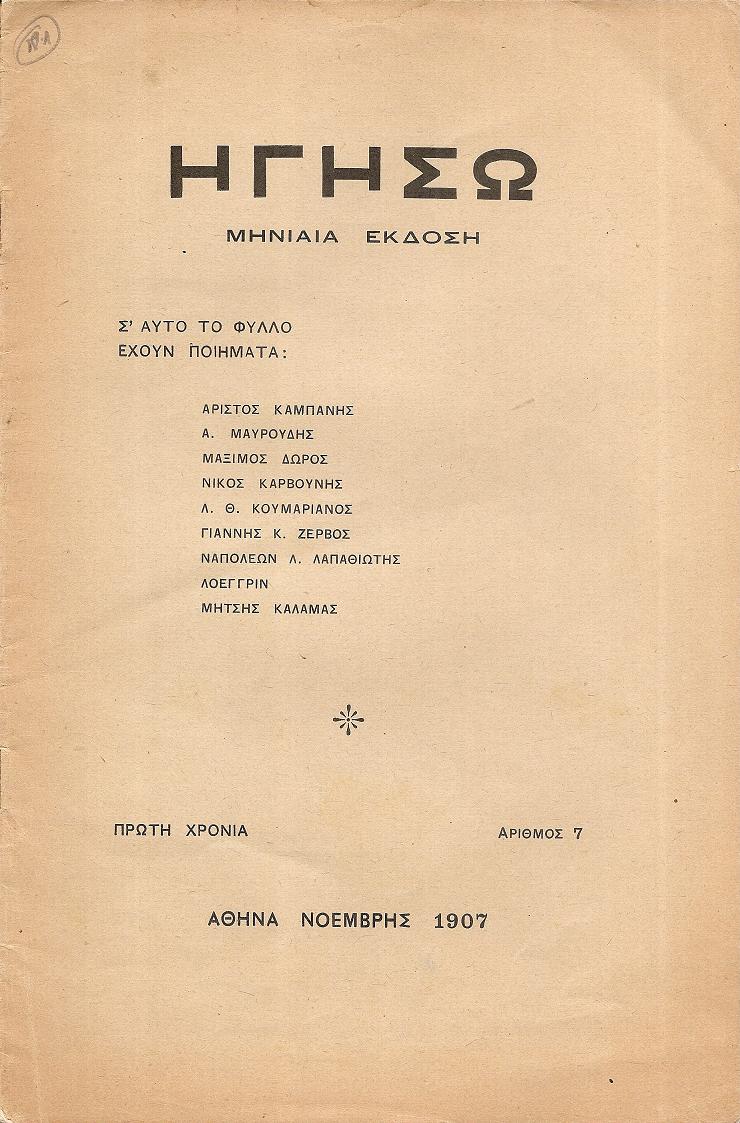 ΗΓΗΣΩ
ΜΗΝΙΑΙΑ ΕΚΔΟΣΗ
Σ' ΑΥΤΟ ΤΟ ΦΥΛΛΟ
ΕΧΟΥΝ ΠΟΙΗΜΑΤΑ:
ΑΡΙΣΤΟΣ ΚΑΜΠΑΝΗΣ
Α. ΜΑΥΡΟΥΔΗΣ
ΜΑΞΙΜΟΣ ΔΩΡΟΣ
ΝΙΚΟΣ ΚΑΡΒΟΥΝΗΣ
Λ. Θ. ΚΟΥΜΑΡΙΑΝΟΣ
ΓΙΑΝΝΗΣ Κ. ΖΕΡΒΟΣ
ΝΑΠΟΛΕΩΝ Λ. ΛΑΠΑΘΙΩΤΗΣ
ΛΟΕΓΓΡΙΝ
ΜΗΤΣΗΣ ΚΑΛΑΜΑΣ
ΠΡΩΤΗ ΧΡΟΝΙΑ ΑΡΙΘΜΟΣ 7
ΑΘΗΝΑ ΝΟΕΜΒΡΗΣ 1907